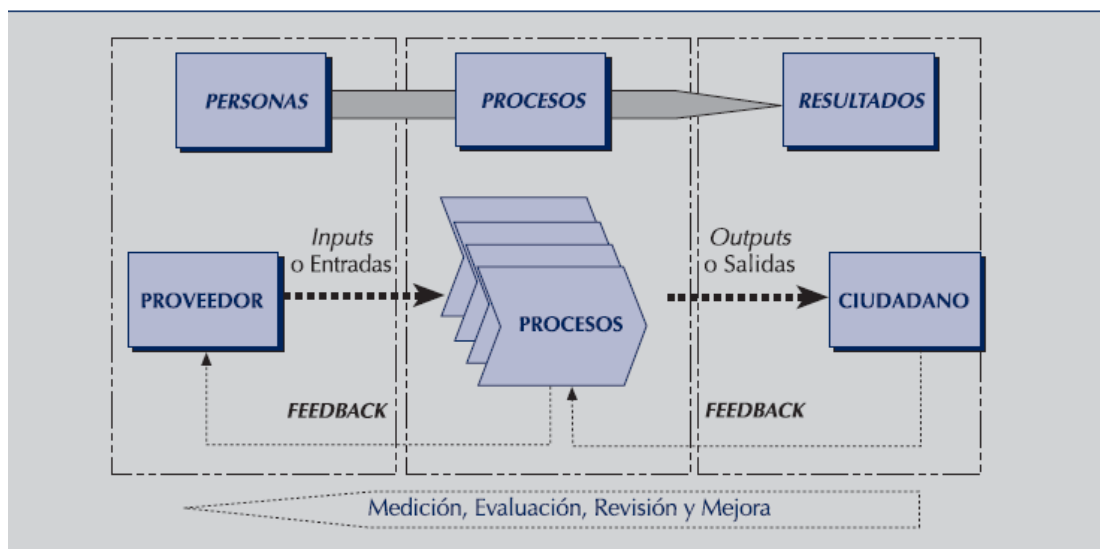 PERSONAS
PROCESOS
RESULTADOS
Inputs
o Entradas
Outputs
o Salidas
PROVEEDOR
PROCESOS
CIUDADANO
FEEDBACK
FEEDBACK
Medición, Evaluación, Revisión y Mejora